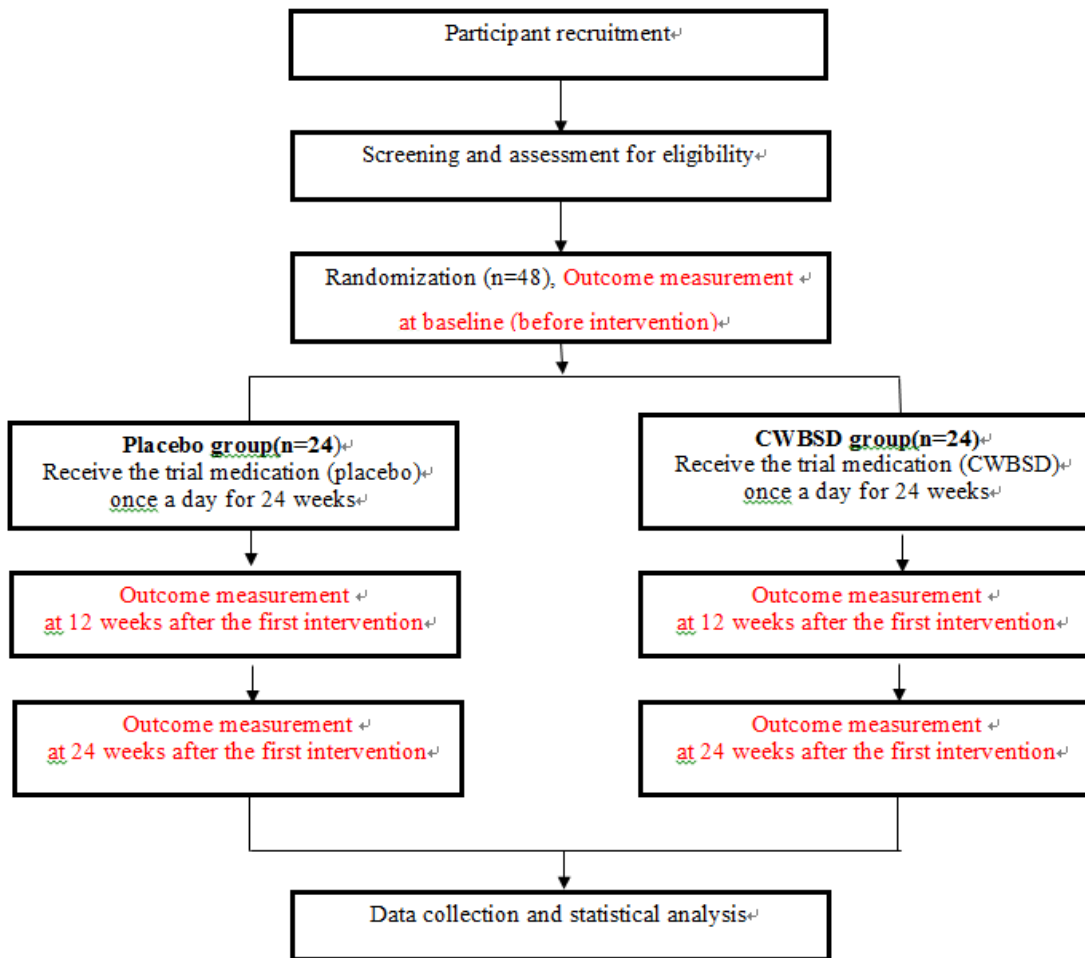 Participant recruitment↵
Screening and assessment for eligibility↵
Randomization (n=48), Outcome measurement ↵
at baseline (before intervention)↵
Placebo group(n=24)↵
Receive the trial medication (placebo)↵
once a day for 24 weeks↵
CWBSD group(n=24)↵
Receive the trial medication (CWBSD)↵
once a day for 24 weeks↵
Outcome measurement ↵
at 12 weeks after the first intervention↵
Outcome measurement ↵
at 12 weeks after the first intervention↵
Outcome measurement ↵
at 24 weeks after the first intervention↵
Outcome measurement ↵
at 24 weeks after the first intervention↵
Data collection and statistical analysis↵